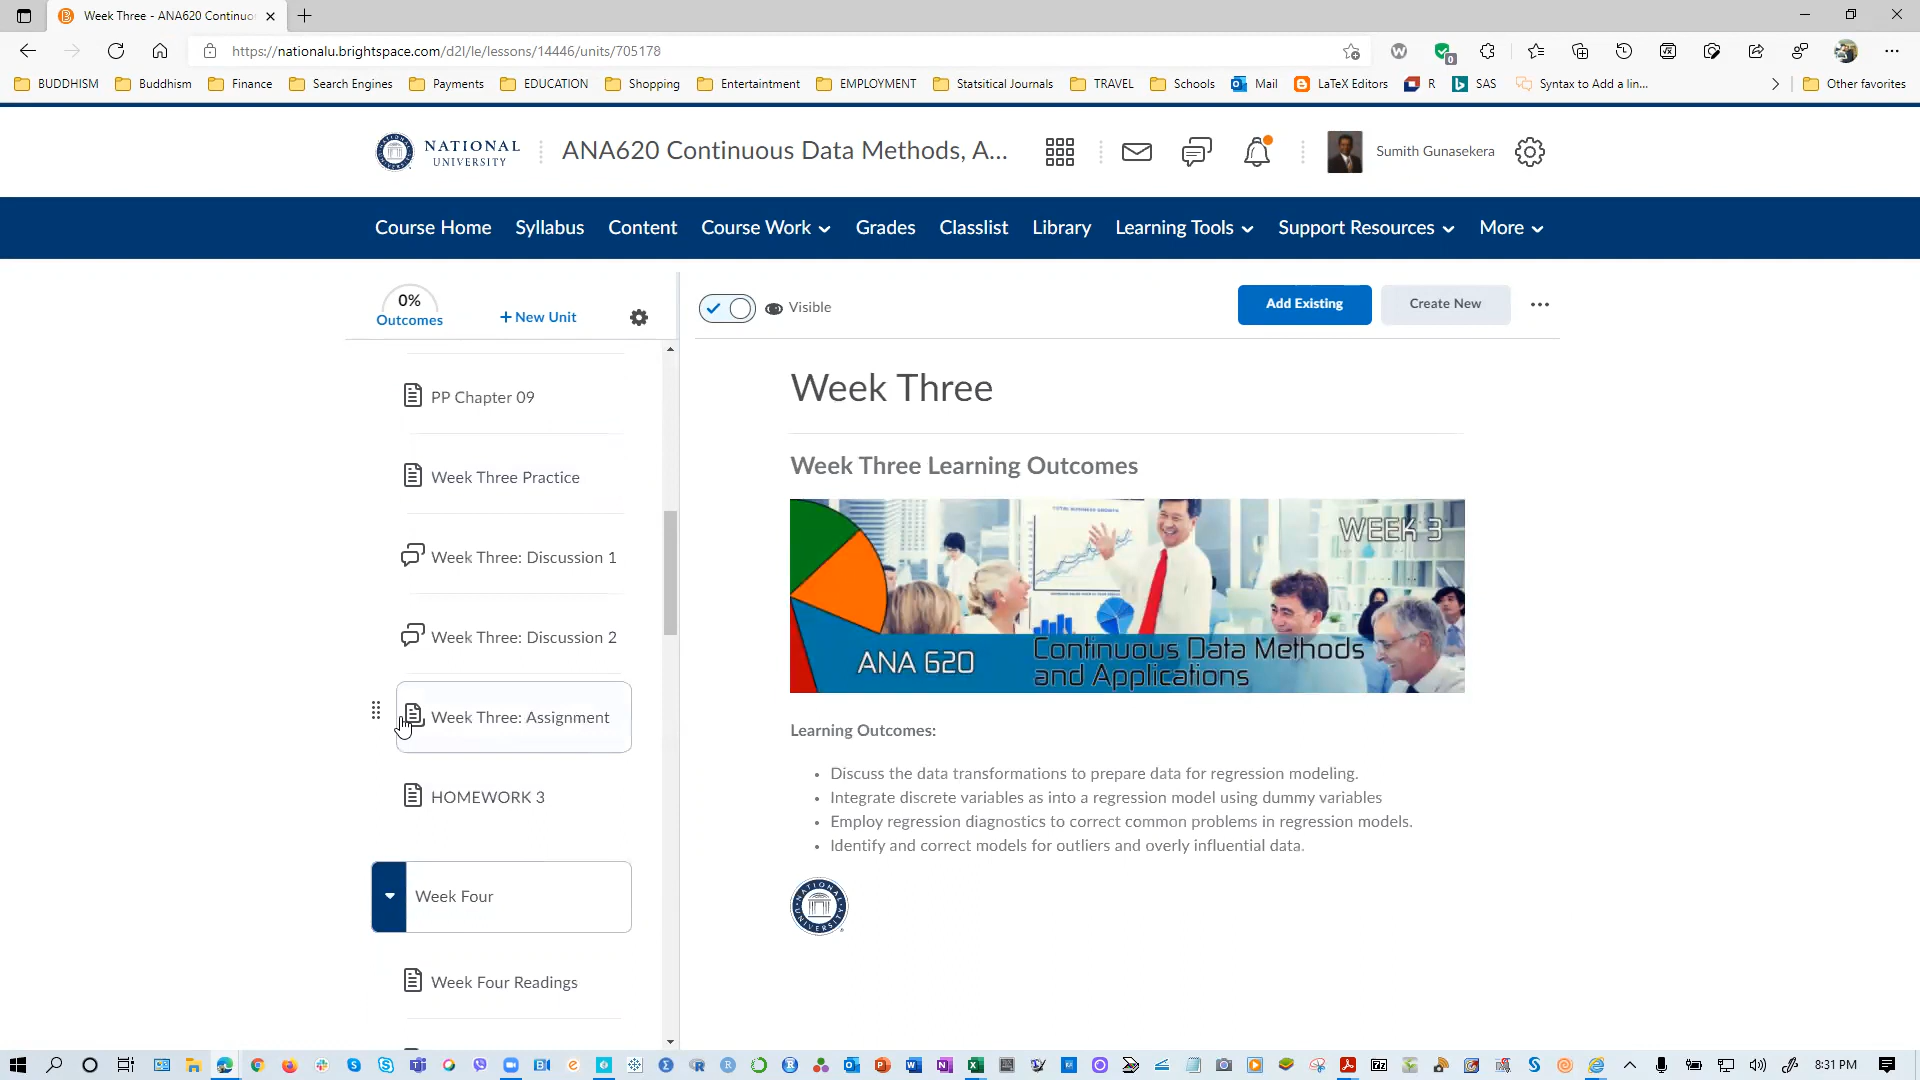 Week Three - ANA620 Continuo
https://nationalu.brightspace.com/d2l/le/lessons/14446/units/705178
BUDDHISM
Buddhism
Finance
Search Engines
Payments
EDUCATION
Shopping
Entertaintment
EMPLOYMENT
Statsitical Journals
TRAVEL
Schools
Mail
LaTeX Editors
R
SAS
Syntax to Add a lin...
Other favorites
NATIONAL
UNIVERSITY
ANA620 Continuous Data Methods, A...
Sumith Gunasekera
Course Home
Syllabus
Content
Course Work
Grades
Classlist
Library
Learning Tools
Support Resources
More
0%
Outcomes
+ New Unit
Visible
Add Existing
Create New
PP Chapter 09
Week Three Practice
Week Three: Discussion 1
Week Three: Discussion 2
Week Three: Assignment
HOMEWORK 3
Week Four
Week Four Readings
Week Three
Week Three Learning Outcomes
TOTAL BUSINESS GROWTH
WEEK 3
ANA 620
Continuous Data Methods
and Applications
Learning Outcomes:
• Discuss the data transformations to prepare data for regression modeling.
• Integrate discrete variables as into a regression model using dummy variables
• Employ regression diagnostics to correct common problems in regression models.
• Identify and correct models for outliers and overly influential data.
8:31 PM